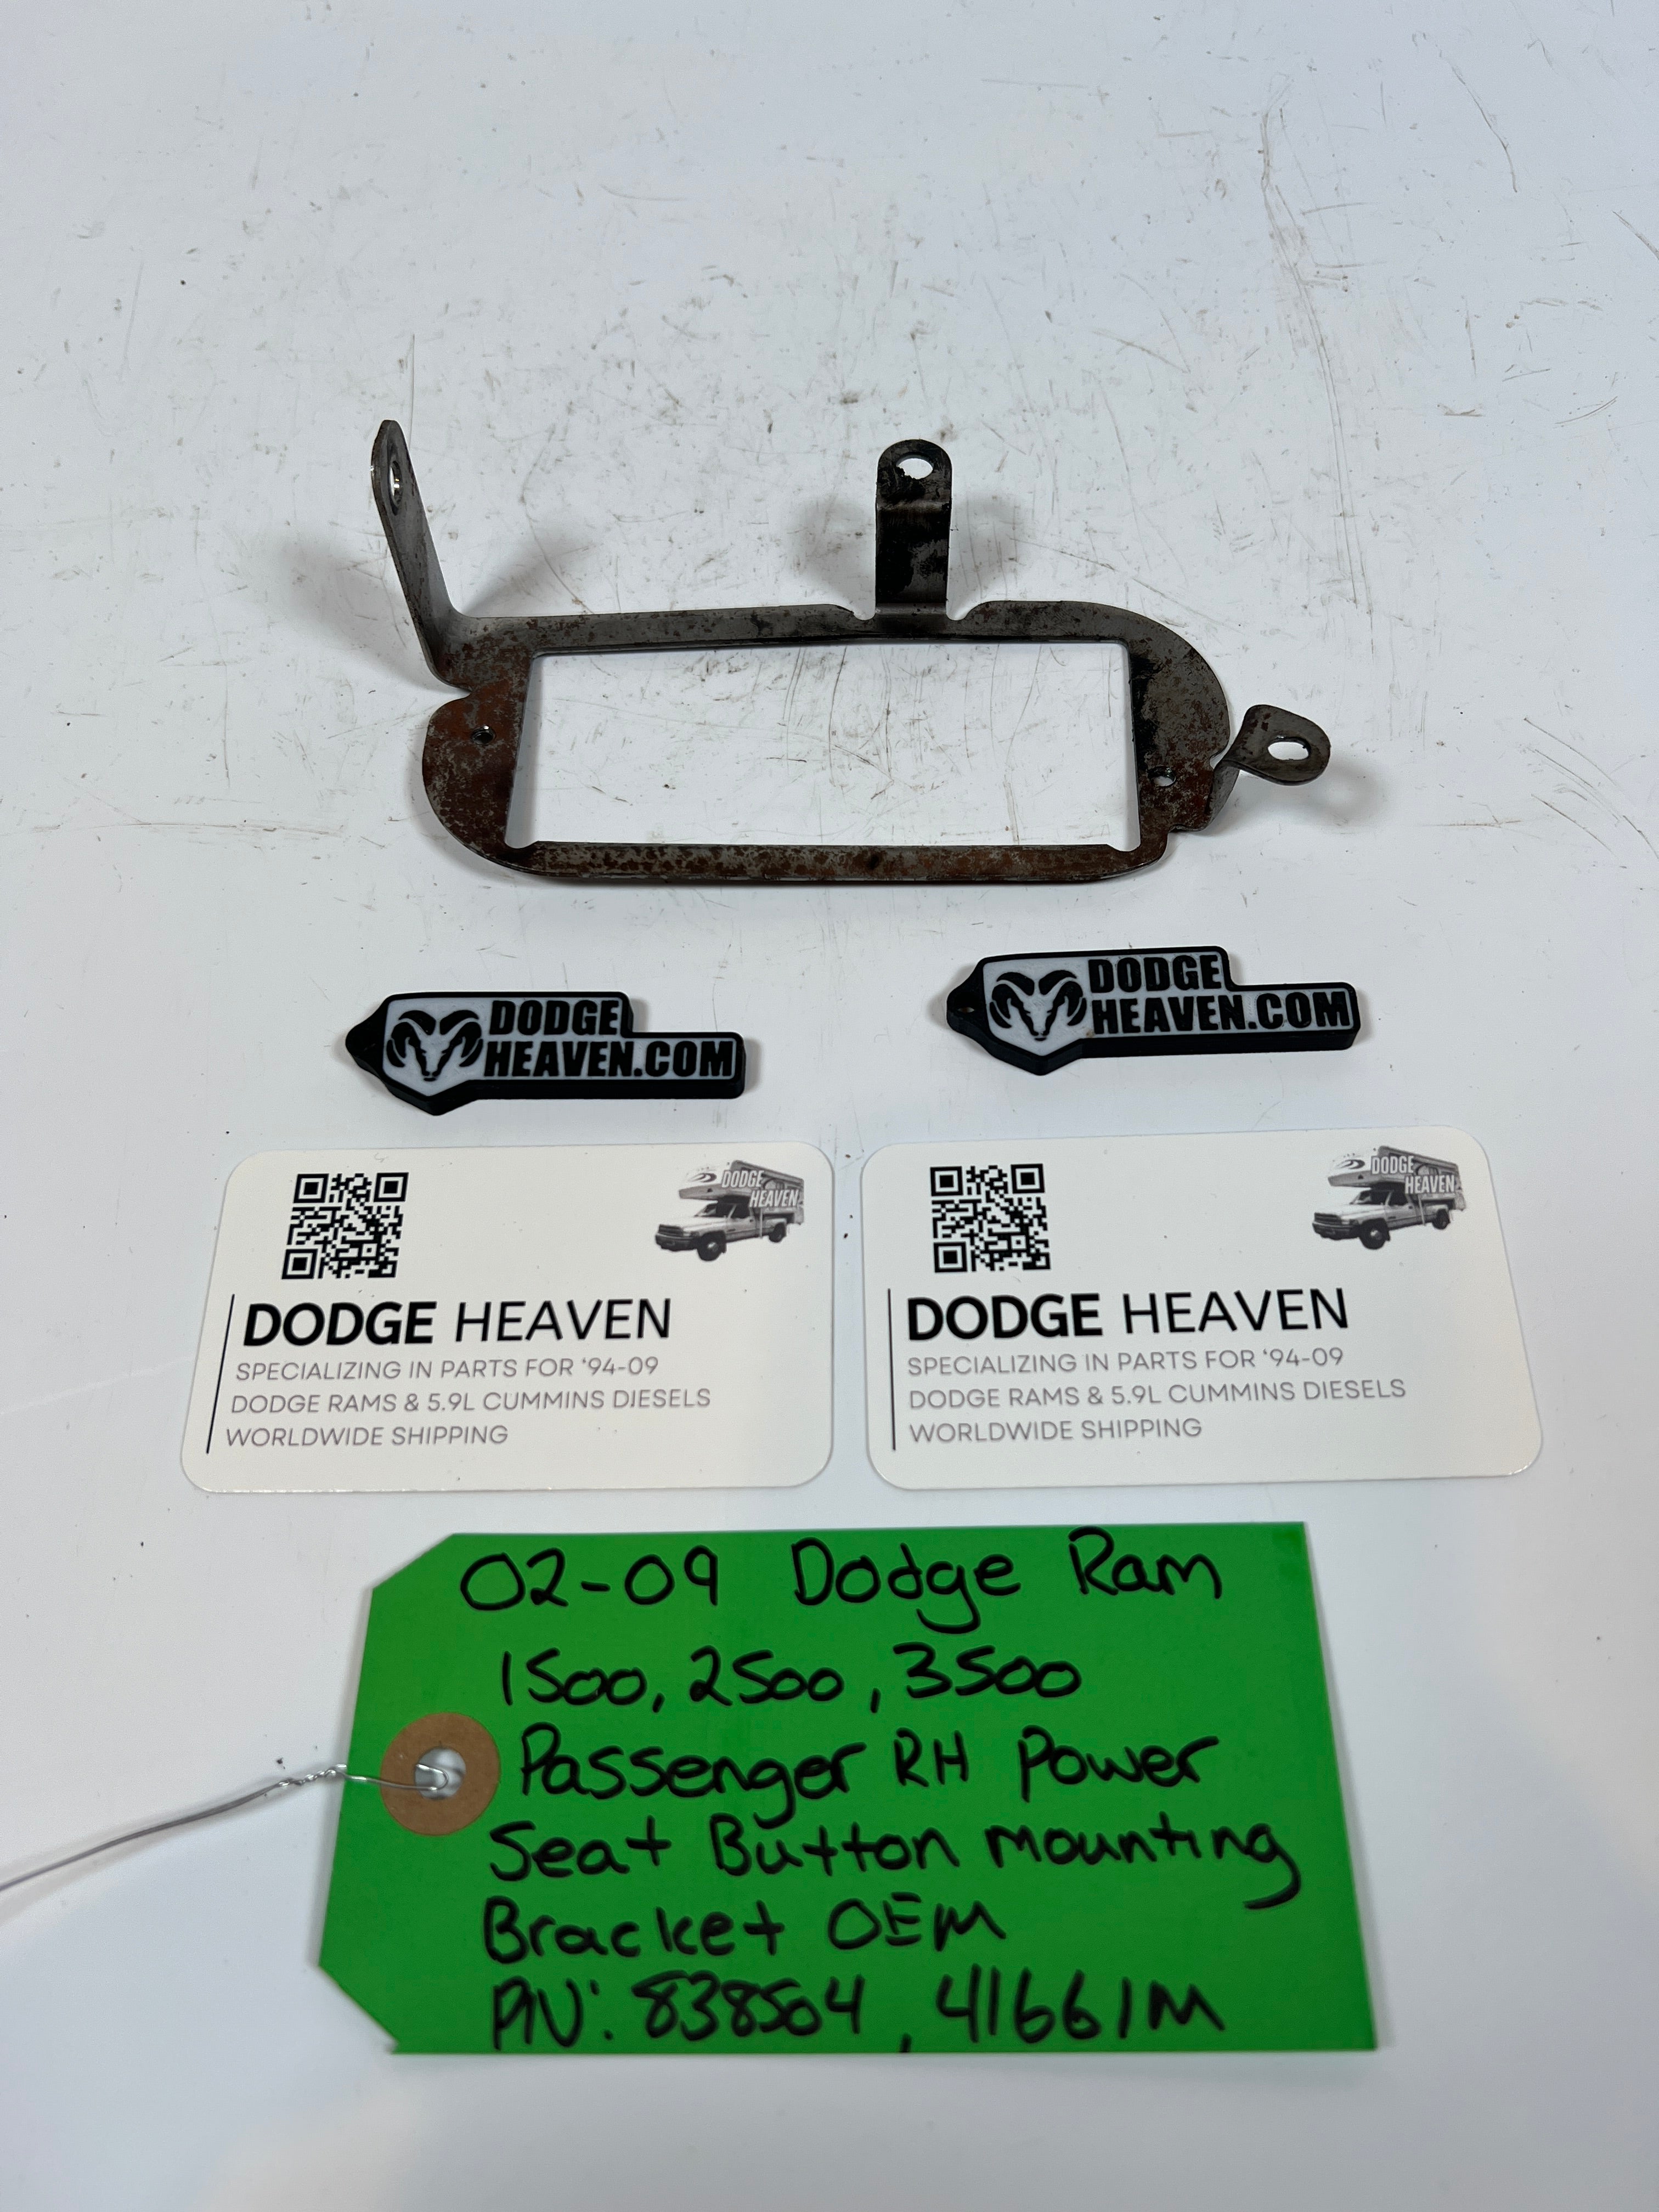 DODGE
HEAVEN.COM
DODGE
HEAVEN.COM
DODGE
HEAVEN
DODGE HEAVEN
SPECIALIZING IN PARTS FOR ‘94-09
DODGE RAMS & 5.9L CUMMINS DIESELS
WORLDWIDE SHIPPING
DODGE
HEAVEN
DODGE HEAVEN
SPECIALIZING IN PARTS FOR ‘94-09
DODGE RAMS & 5.9L CUMMINS DIESELS
WORLDWIDE SHIPPING
02-09 Dodge Ram
1500, 2500, 3500
Passenger RH Power
Seat Button mounting
Bracket OEM
P/N: 838504, 41661M